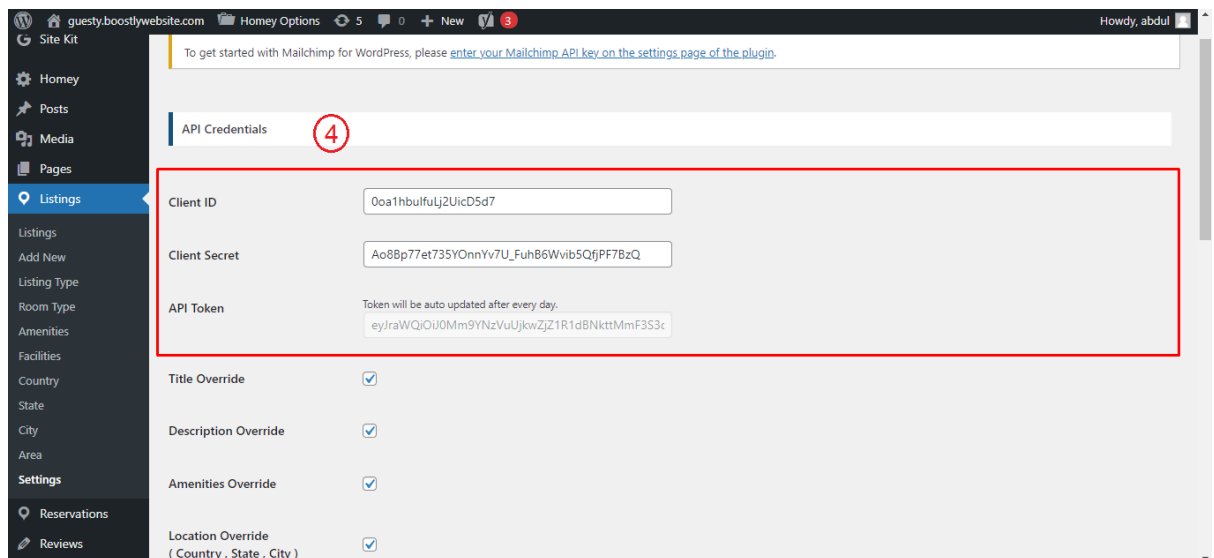 guesty.boostlywebsite.com Homey Options 5 0 + New 3 Howdy, abdul
Site Kit
To get started with Mailchimp for WordPress, please enter your Mailchimp API key on the settings page of the plugin.
Homey
Posts
Media
Pages
Listings
Listings
Add New
Listing Type
Room Type
Amenities
Facilities
Country
State
City
Area
Settings
Reservations
Reviews
API Credentials
4
Client ID
0oa1hbulfuLj2UicD5d7
Client Secret
Ao8Bp77et735YOnnYv7U_FuhB6Wvib5QfjPF7BzQ
API Token
Token will be auto updated after every day.
eyJraWQiOiJ0Mm9YNzVuUjkwZjZ1R1dBNkttMmF3S3c
Title Override
Description Override
Amenities Override
Location Override
( Country , State , City )